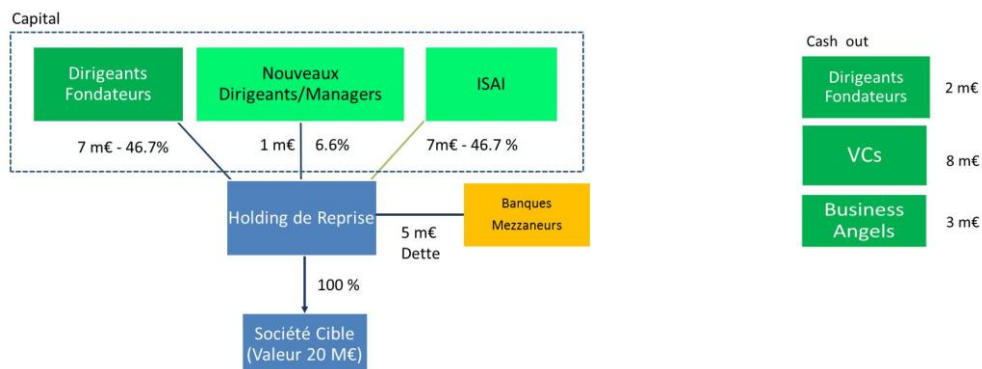 Capital
Dirigeants
Fondateurs
Nouveaux
Dirigeants/Managers
ISAI
7 m€ - 46.7%
1 m€
6.6%
7m€ - 46.7 %
Holding de Reprise
Banques
Mezzaneurs
5 m€
Dette
100 %
Société Cible
(Valeur 20 M€)
Cash out
Dirigeants
Fondateurs
2 m€
VCs
8 m€
Business
Angels
3 m€